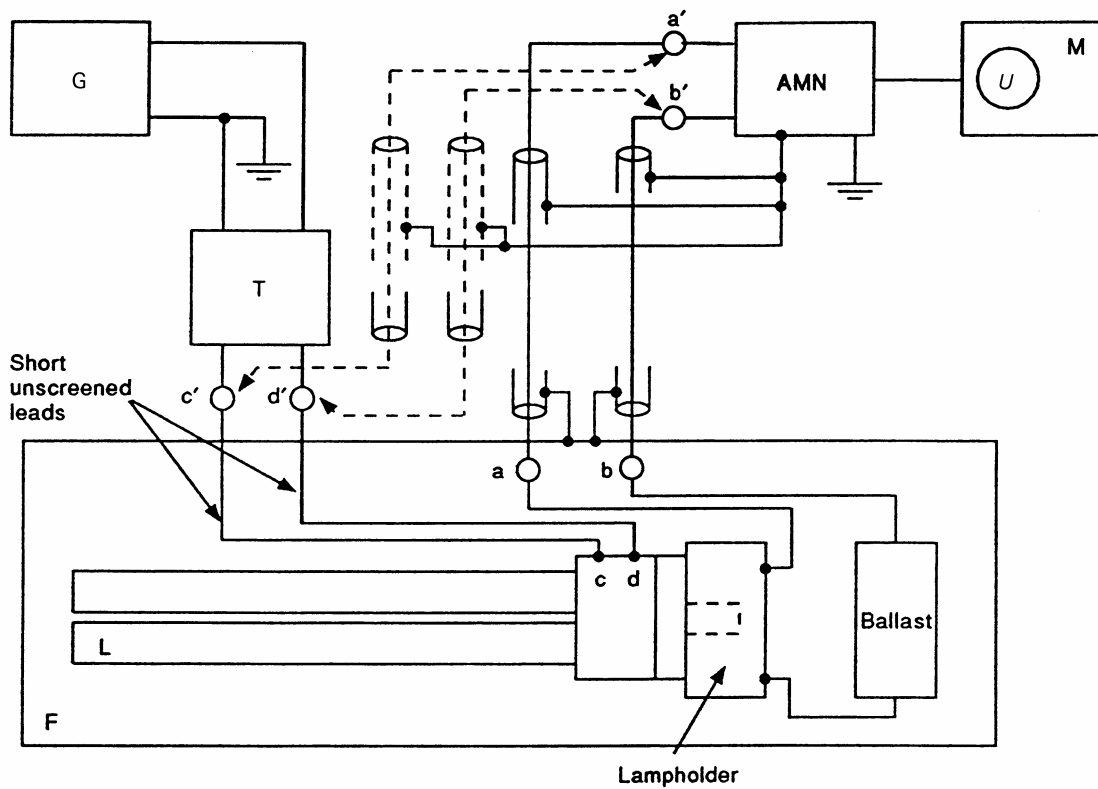 G
a′
AMN
M
U
b′
T
Short
unscreened
leads
c′
d′
a
b
c
d
L
Ballast
F
Lampholder